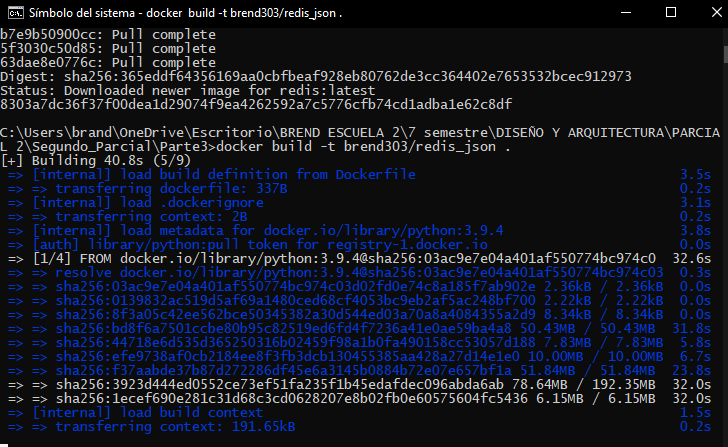 Símbolo del sistema - docker  build -t brend303/redis_json .
b7e9b50900cc: Pull complete
5f3030c50d85: Pull complete
63dae8e0776c: Pull complete
Digest: sha256:365eddf64356169aa0cbfbeaf928eb80762de3cc364402e7653532bcec912973
Status: Downloaded newer image for redis:latest
8303a7dc36f37f00dea1d29074f9ea4262592a7c5776cfb74cd1adba1e62c8df
C:\Users\brand\OneDrive\Escritorio\BREND ESCUELA 2\7 semestre\DISEÑO Y ARQUITECTURA\PARCIA
L 2\Segundo_Parcial\Parte3>docker build -t brend303/redis_json .
[+] Building 40.8s (5/9)
=> [internal] load build definition from Dockerfile 3.5s
=> => transferring dockerfile: 337B 0.2s
=> [internal] load .dockerignore 3.1s
=> => transferring context: 2B 0.2s
=> [internal] load metadata for docker.io/library/python:3.9.4 3.8s
=> [auth] library/python:pull token for registry-1.docker.io 0.0s
=> [1/4] FROM docker.io/library/python:3.9.4@sha256:03ac9e7e04a401af550774bc974c0 32.6s
=> => resolve docker.io/library/python:3.9.4@sha256:03ac9e7e04a401af550774bc974c03 0.3s
=> => sha256:03ac9e7e04a401af550774bc974c03d02fd0e74c8a185f7ab902e 2.36kB / 2.36kB 0.0s
=> => sha256:0139832ac519d5af69a1480ced68cf4053bc9eb2af5ac248bf700 2.22kB / 2.22kB 0.0s
=> => sha256:8f3a05c42ee562bce50345382a30d544ed03a70a8a4084355a2d9 8.34kB / 8.34kB 0.0s
=> => sha256:bd8f6a7501ccbe80b95c82519ed6fd4f7236a41e0ae59ba4a8 50.43MB / 50.43MB 31.8s
=> => sha256:44718e6d535d365250316b02459f98a1b0fa490158cc53057d188 7.83MB / 7.83MB 5.8s
=> => sha256:efe9738af0cb2184ee8f3fb3dcb130455385aa428a27d14e1e0 10.00MB / 10.00MB 6.7s
=> => sha256:f37aabde37b87d272286df45e6a3145b0884b72e07e657bf1a 51.84MB / 51.84MB 23.8s
=> => sha256:3923d444ed0552ce73ef51fa235f1b45edafdec096abda6ab 78.64MB / 192.35MB 32.0s
=> => sha256:1ecef690e281c31d68c3cd0628207e8b02fb0e60575604fc5436 6.15MB / 6.15MB 32.0s
=> [internal] load build context 1.5s
=> => transferring context: 191.65kB 0.2s